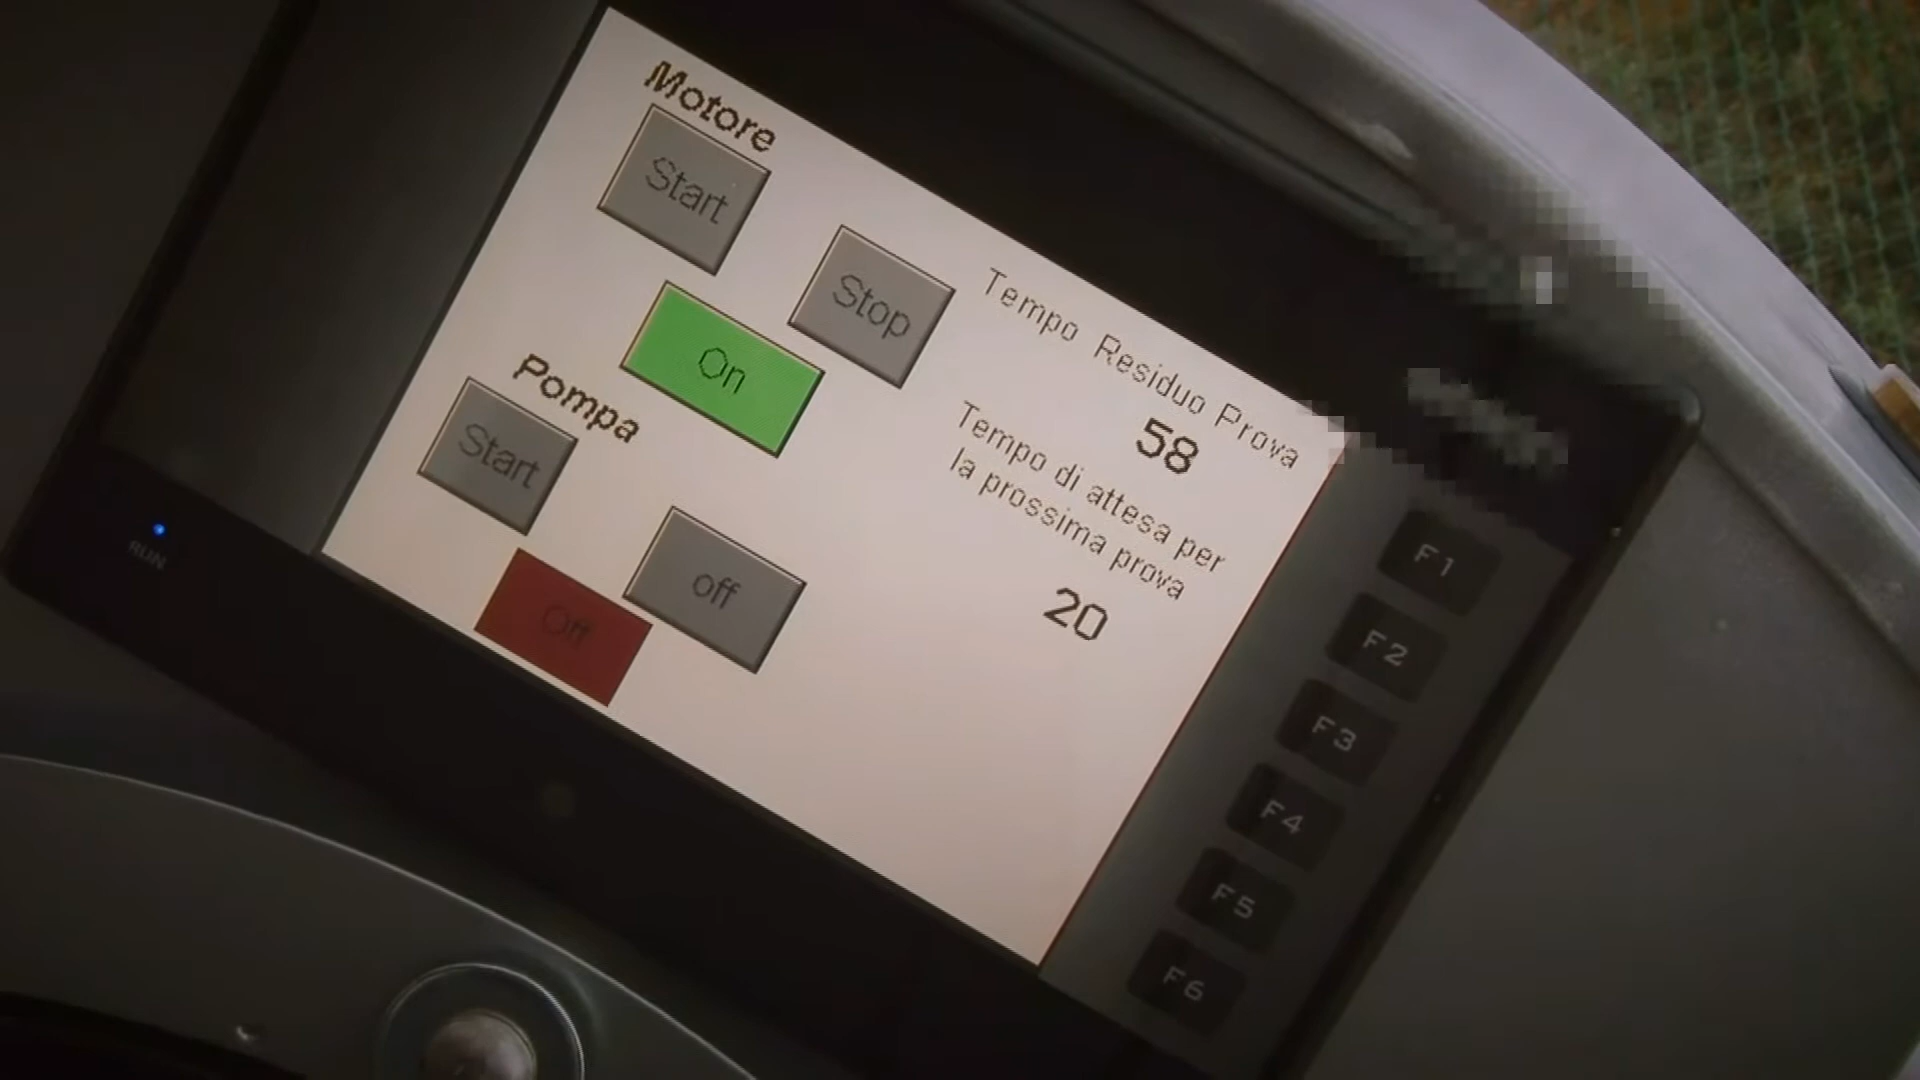 Motore
Start
Stop
On
Pompa
Start
off
Off
Tempo Residuo Prova
58
Tempo di attesa per
la prossima prova
20
RUN
F1
F2
F3
F4
F5
F6